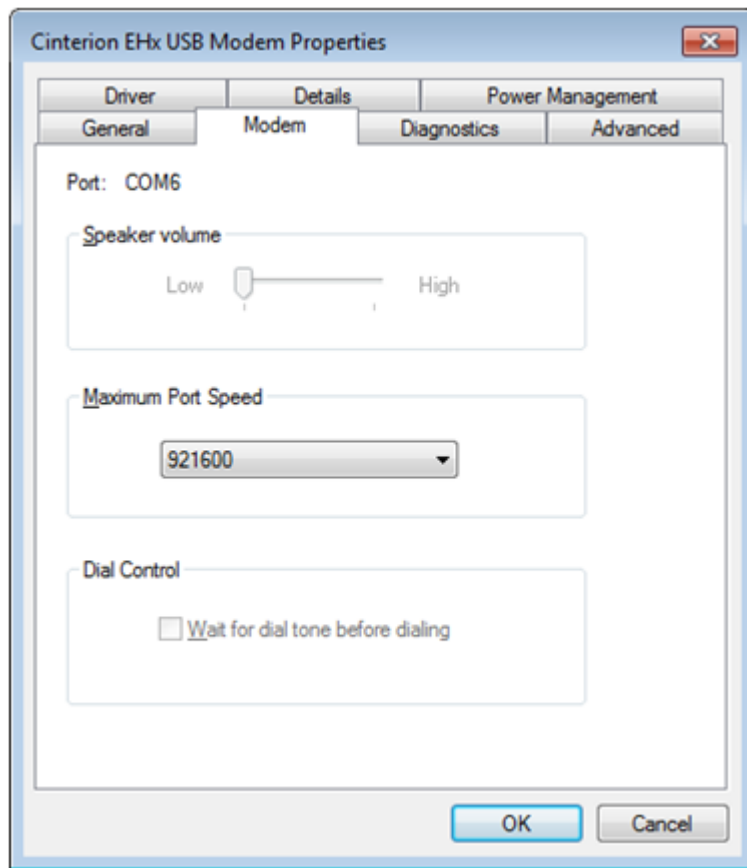 Cinterion EHx USB Modem Properties
Driver Details Power Management
General Modem Diagnostics Advanced
Port: COM6
Speaker volume
Low High
Maximum Port Speed
921600
Dial Control
Wait for dial tone before dialing
OK Cancel